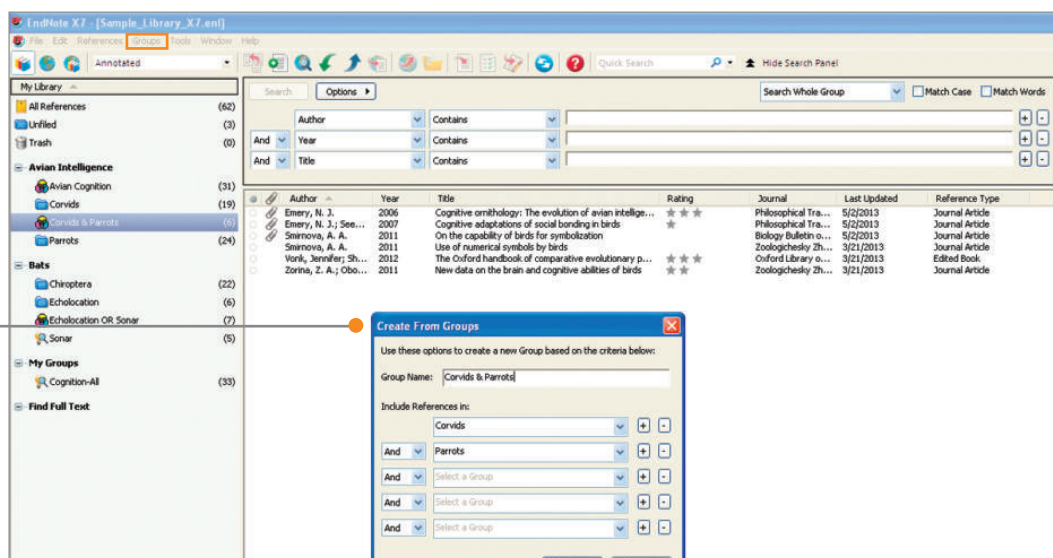 EndNote X7 - [Sample_Library_X7.enl]
File Edit References Groups Tools Window Help
Annotated Quick Search Hide Search Panel
My Library
All References (62)
Unfiled (3)
Trash (0)
Avian Intelligence
Avian Cognition (31)
Corvids (19)
Corvids & Parrots (6)
Parrots (24)
Bats
Chiroptera (22)
Echolocation (6)
Echolocation OR Sonar (7)
Sonar (5)
My Groups
Cognition-All (33)
Find Full Text
Search Options Search Whole Group Match Case Match Words
Author Contains + -
And Year Contains + -
And Title Contains + -
Author Year Title Rating Journal Last Updated Reference Type
Emery, N. J. 2006 Cognitive ornithology: The evolution of avian intellige... Philosophical Tra... 5/2/2013 Journal Article
Emery, N. J.; See... 2007 Cognitive adaptations of social bonding in birds Philosophical Tra... 5/2/2013 Journal Article
Smirnova, A. A. 2011 On the capability of birds for symbolization Biology Bulletin o... 5/2/2013 Journal Article
Smirnova, A. A. 2011 Use of numerical symbols by birds Zoologichesky Zh... 3/21/2013 Journal Article
Vonk, Jennifer; Sh... 2012 The Oxford handbook of comparative evolutionary p... Oxford Library o... 3/21/2013 Edited Book
Zorina, Z. A.; Obo... 2011 New data on the brain and cognitive abilities of birds Zoologichesky Zh... 3/21/2013 Journal Article
Create From Groups
Use these options to create a new Group based on the criteria below:
Group Name: Corvids & Parrots
Include References in:
Corvids + -
And Parrots + -
And Select a Group + -
And Select a Group + -
And Select a Group + -